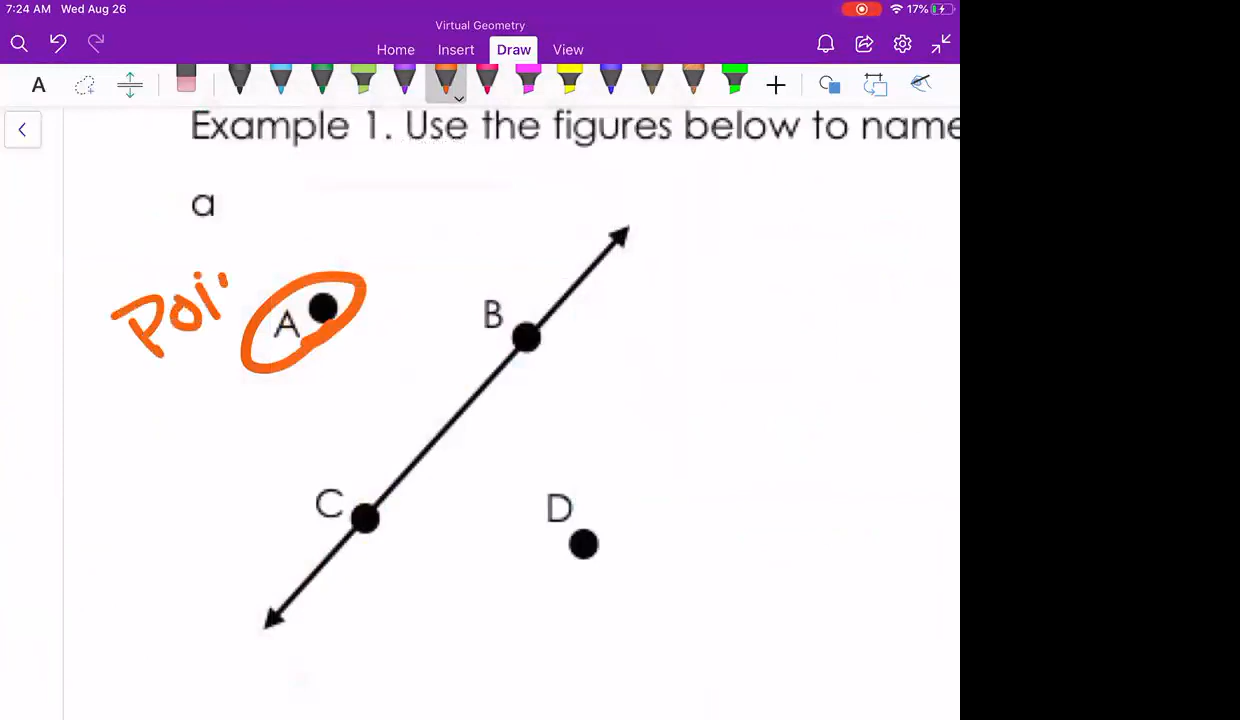 7:24 AM Wed Aug 26
17%
Virtual Geometry
Home Insert Draw View
A
Example 1. Use the figures below to name
a
Poi
A
B
C
D